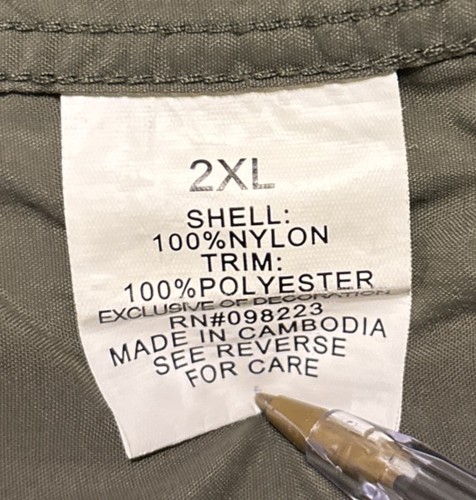 2XL
SHELL:
100%NYLON
TRIM:
100%POLYESTER
EXCLUSIVE OF DECORATION
RN#098223
MADE IN CAMBODIA
SEE REVERSE
FOR CARE